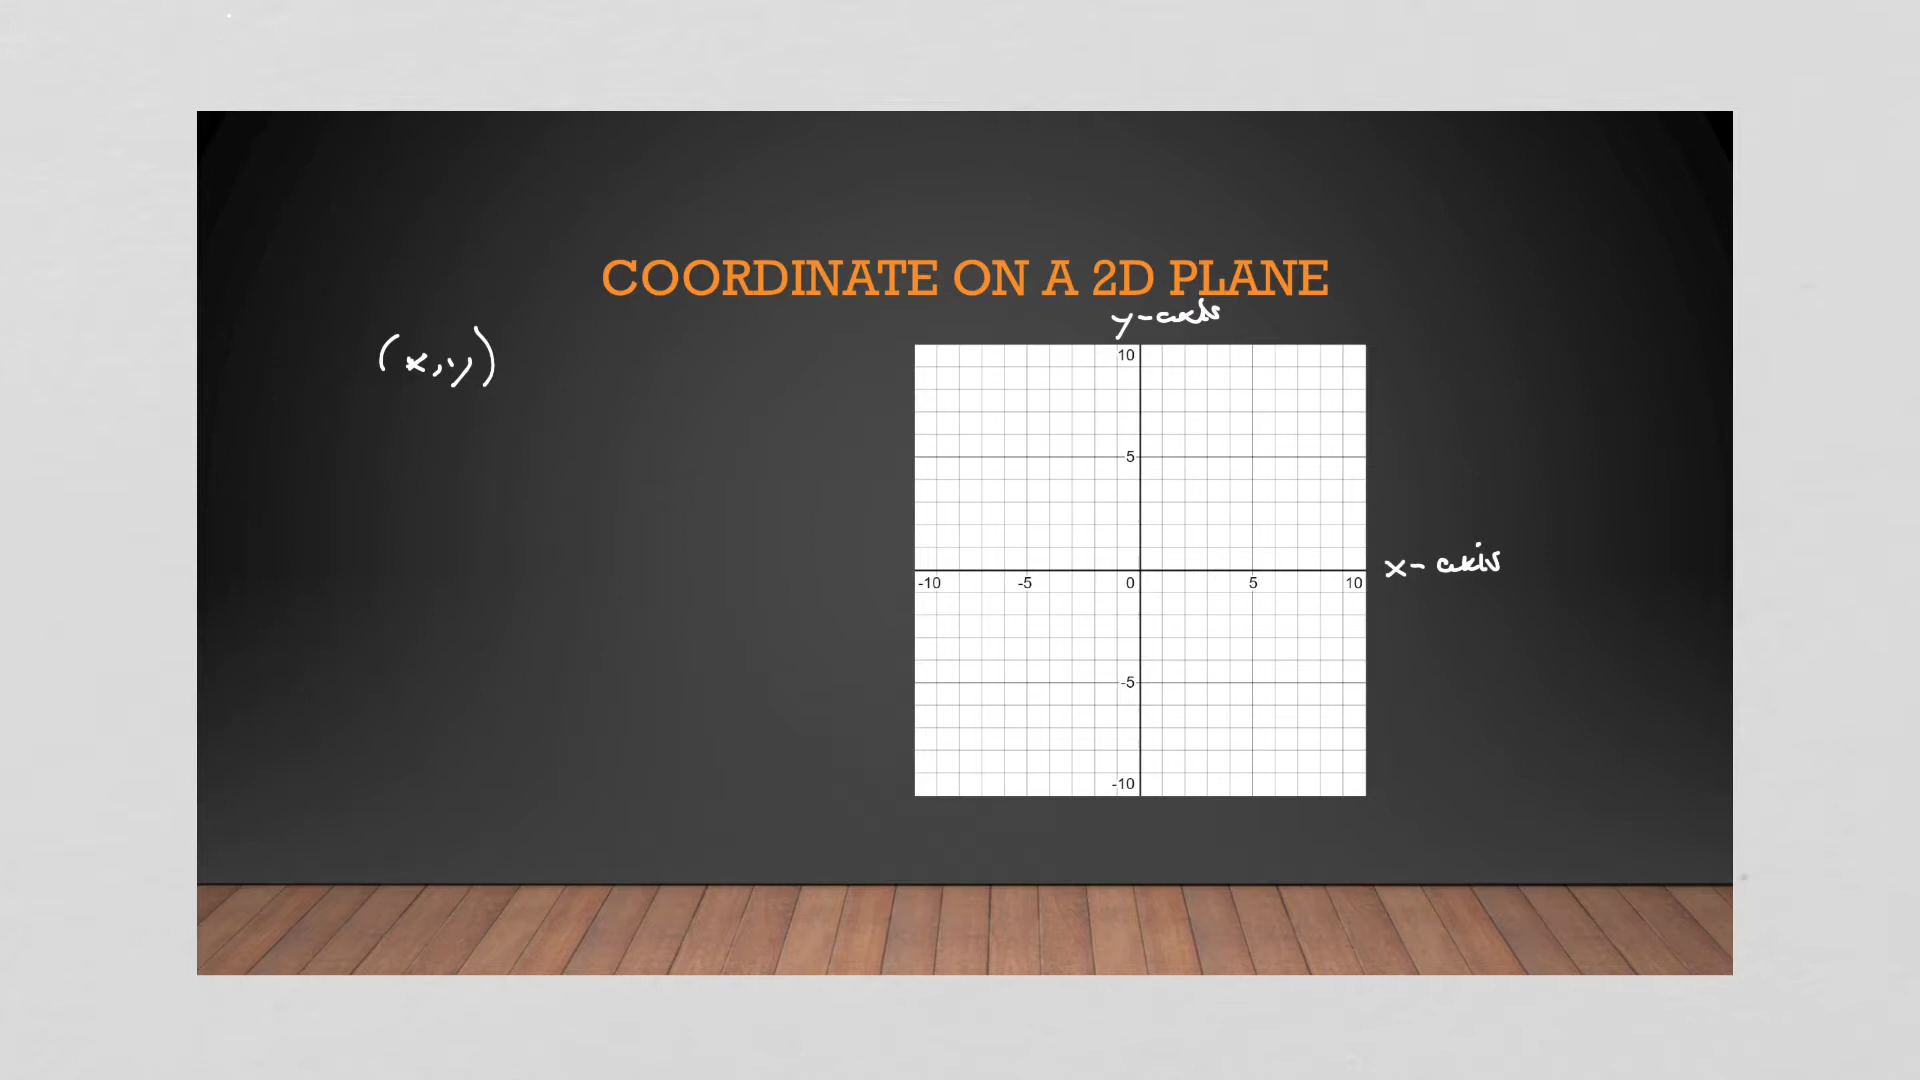 COORDINATE ON A 2D PLANE
y-axis
(x,y)
10
5
x-axis
-10 -5 0 5 10
-5
-10